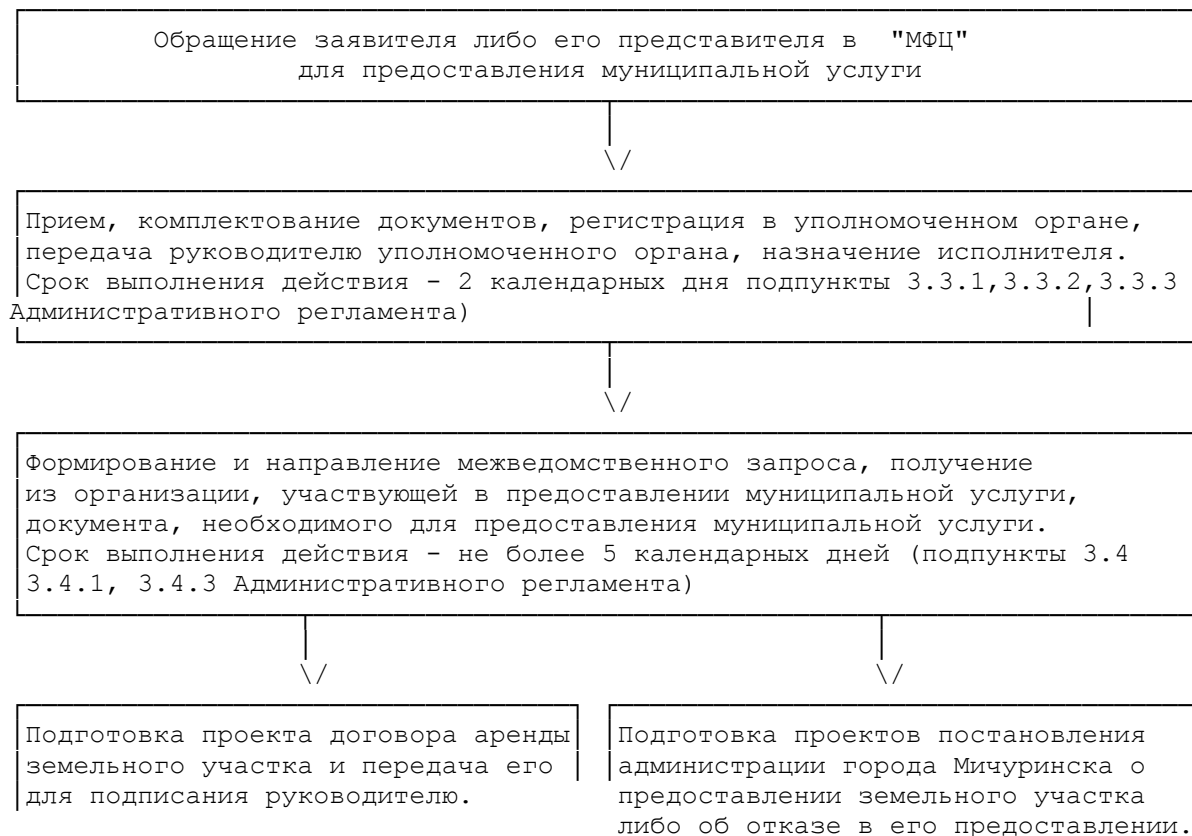 Обращение заявителя либо его представителя в "МФЦ"
для предоставления муниципальной услуги
Прием, комплектование документов, регистрация в уполномоченном органе,
передача руководителю уполномоченного органа, назначение исполнителя.
Срок выполнения действия - 2 календарных дня подпункты 3.3.1,3.3.2,3.3.3
Административного регламента)
Формирование и направление межведомственного запроса, получение
из организации, участвующей в предоставлении муниципальной услуги,
документа, необходимого для предоставления муниципальной услуги.
Срок выполнения действия - не более 5 календарных дней (подпункты 3.4
3.4.1, 3.4.3 Административного регламента)
Подготовка проекта договора аренды
земельного участка и передача его
для подписания руководителю.
Подготовка проектов постановления
администрации города Мичуринска о
предоставлении земельного участка
либо об отказе в его предоставлении.